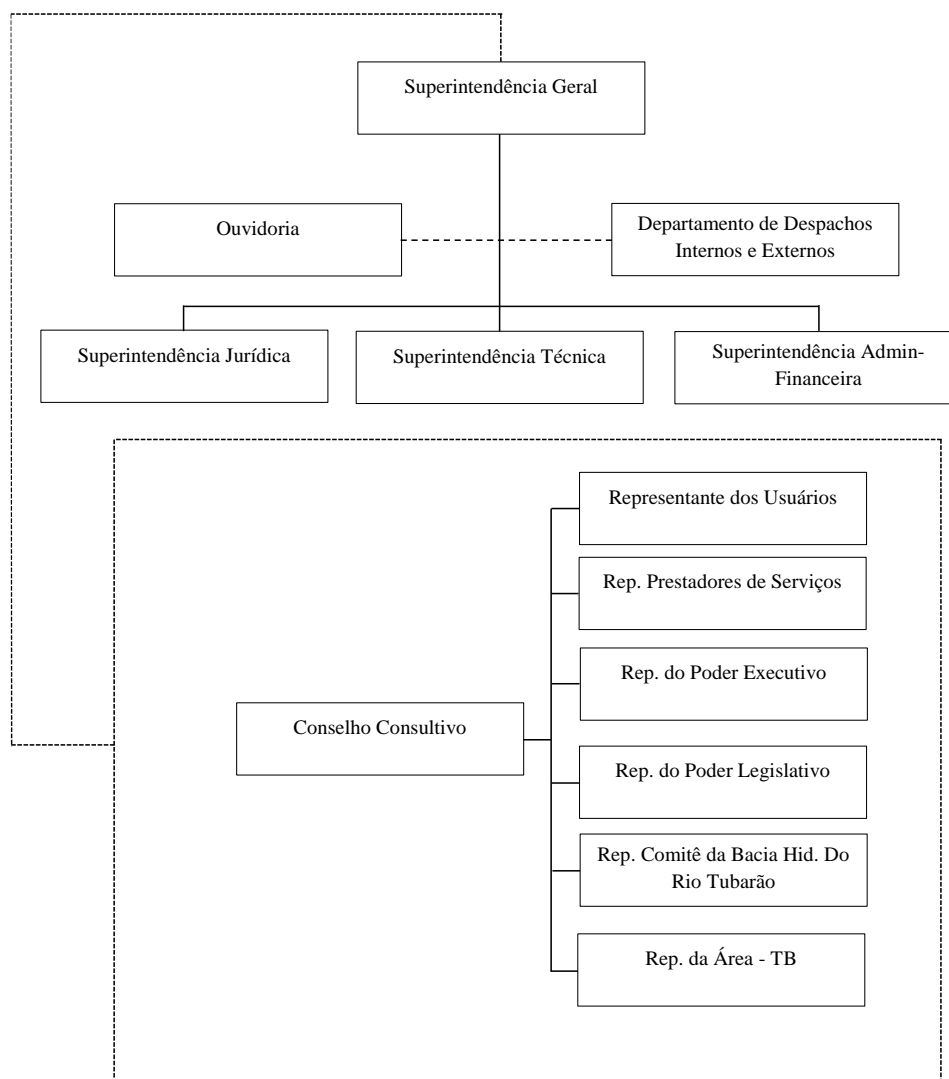 Superintendência Geral
Ouvidoria
Departamento de Despachos
Internos e Externos
Superintendência Jurídica
Superintendência Técnica
Superintendência Admin-
Financeira
Representante dos Usuários
Rep. Prestadores de Serviços
Rep. do Poder Executivo
Conselho Consultivo
Rep. do Poder Legislativo
Rep. Comitê da Bacia Hid. Do
Rio Tubarão
Rep. da Área - TB